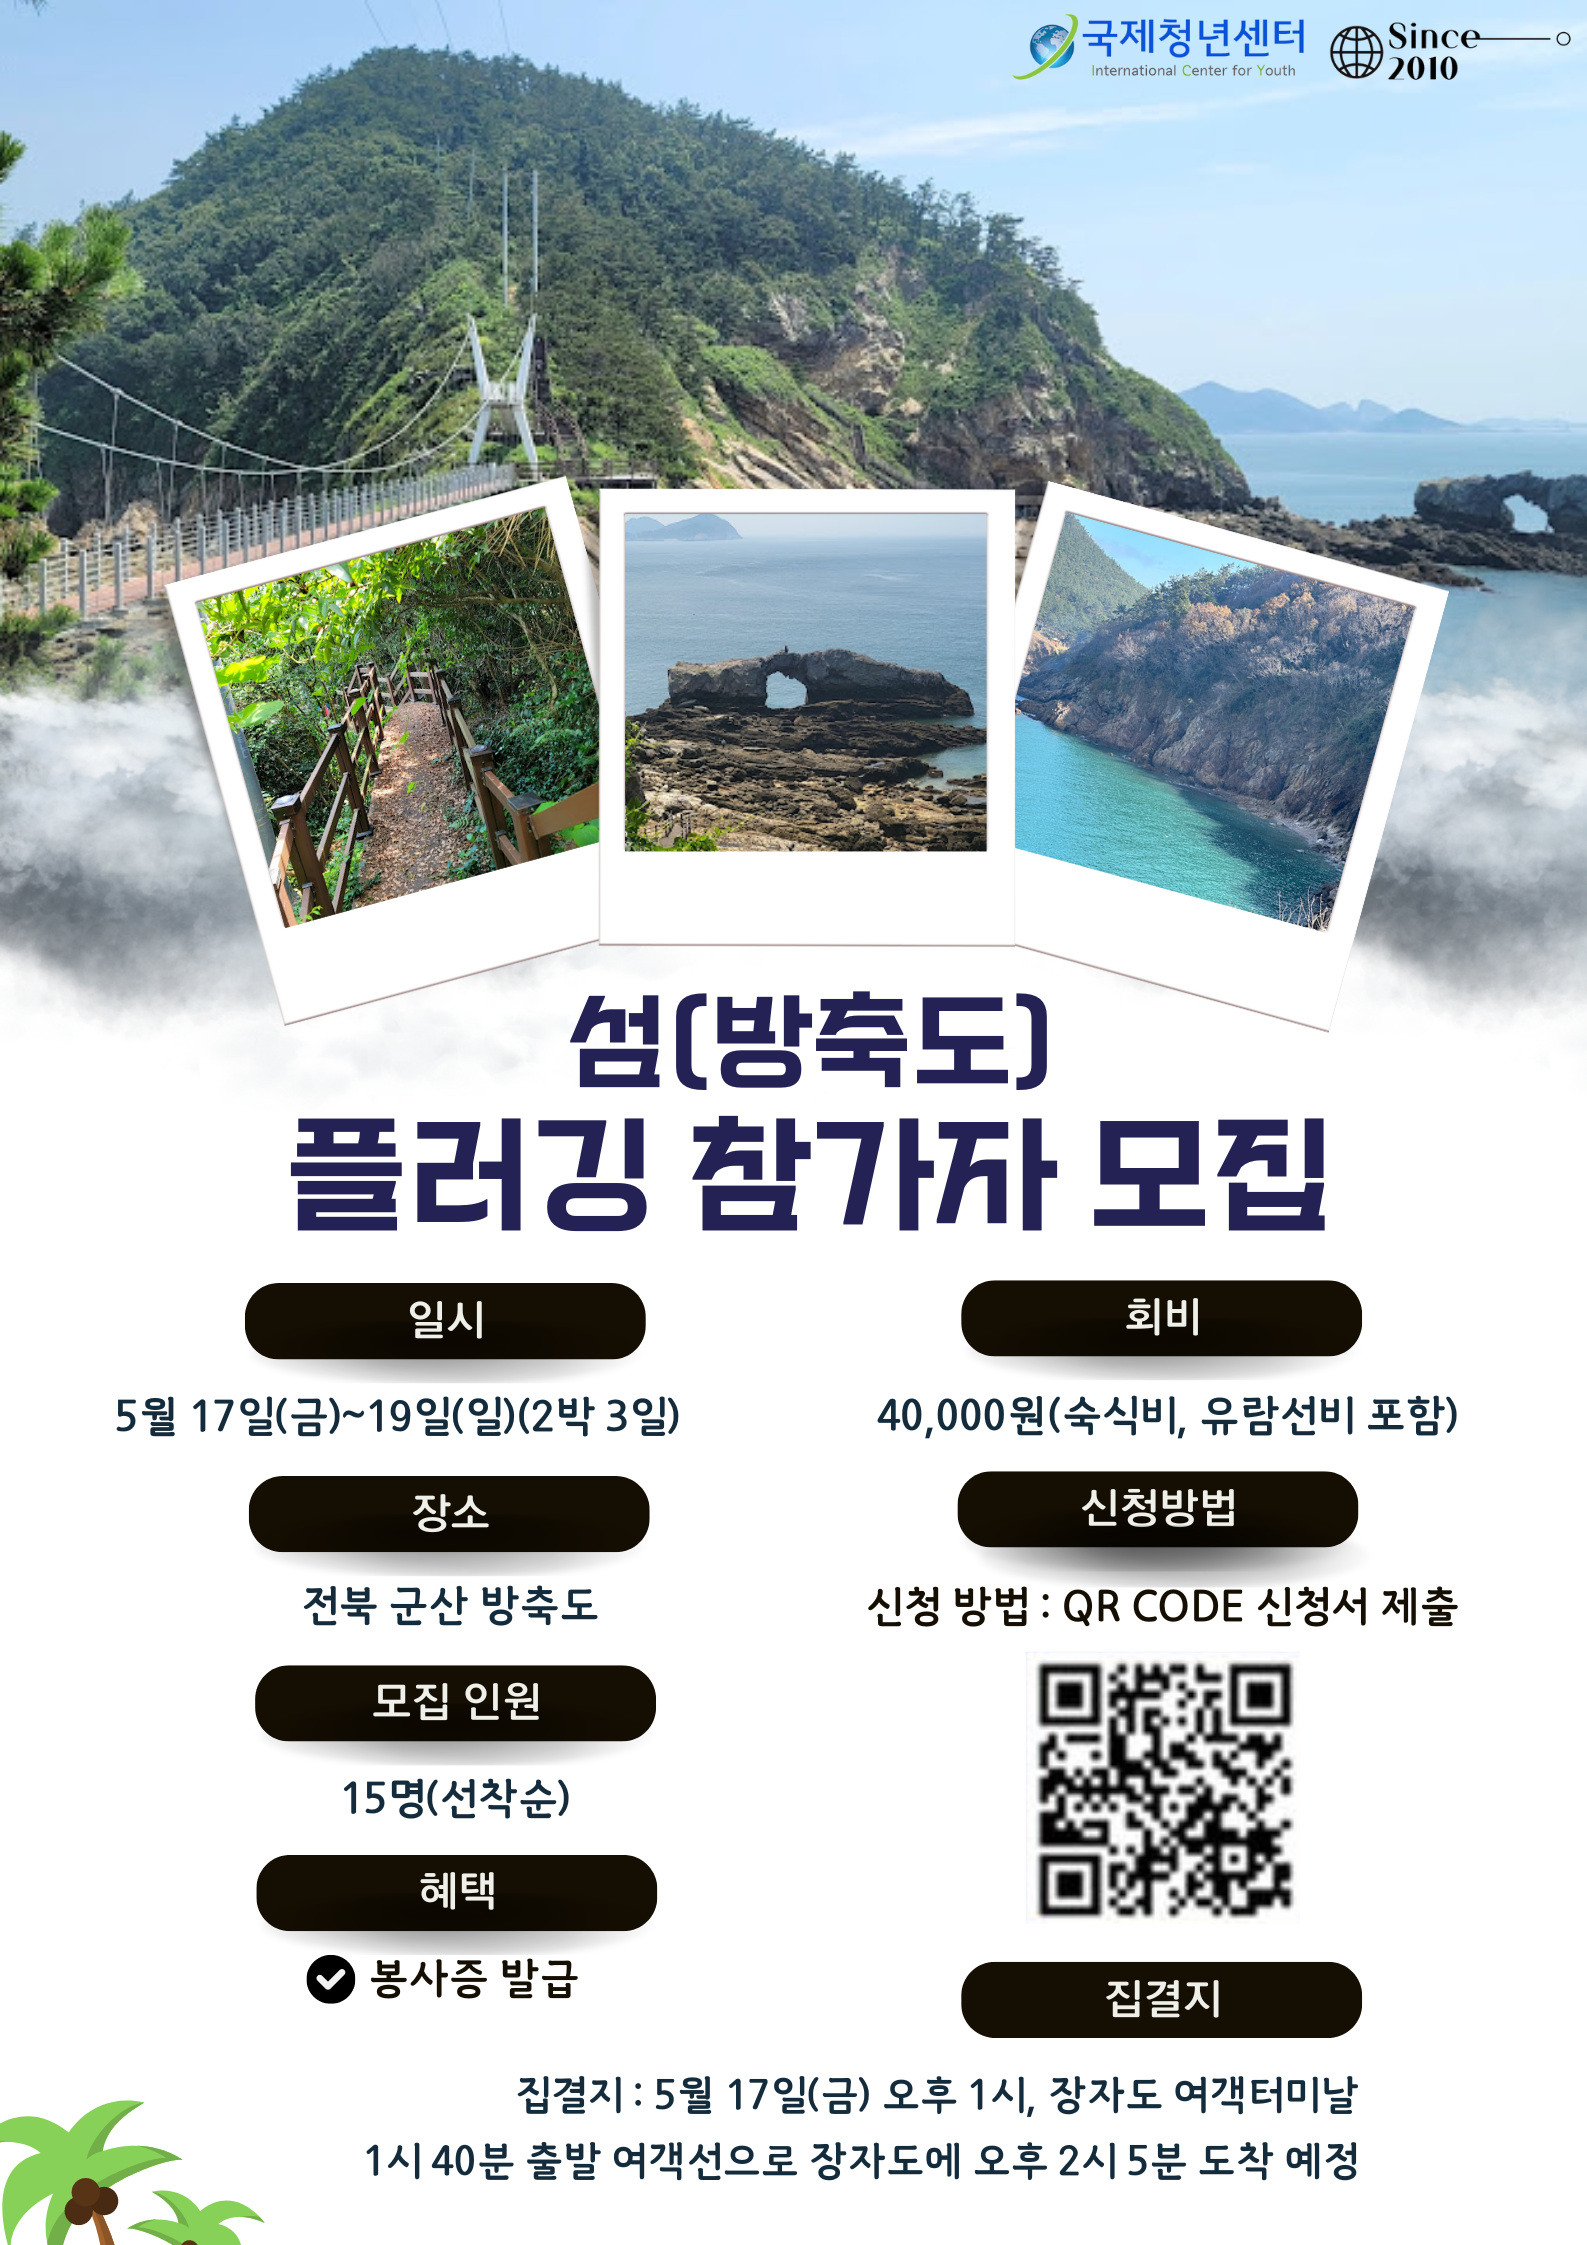 국제청년센터
International Center for Youth
Since
2010
섬(방축도)
플러깅 참가자 모집
일시
5월 17일(금)~19일(일)(2박 3일)
장소
전북 군산 방축도
모집 인원
15명(선착순)
혜택
봉사증 발급
회비
40,000원(숙식비, 유람선비 포함)
신청방법
신청 방법 : QR CODE 신청서 제출
집결지
집결지 : 5월 17일(금) 오후 1시, 장자도 여객터미날
1시 40분 출발 여객선으로 장자도에 오후 2시 5분 도착 예정